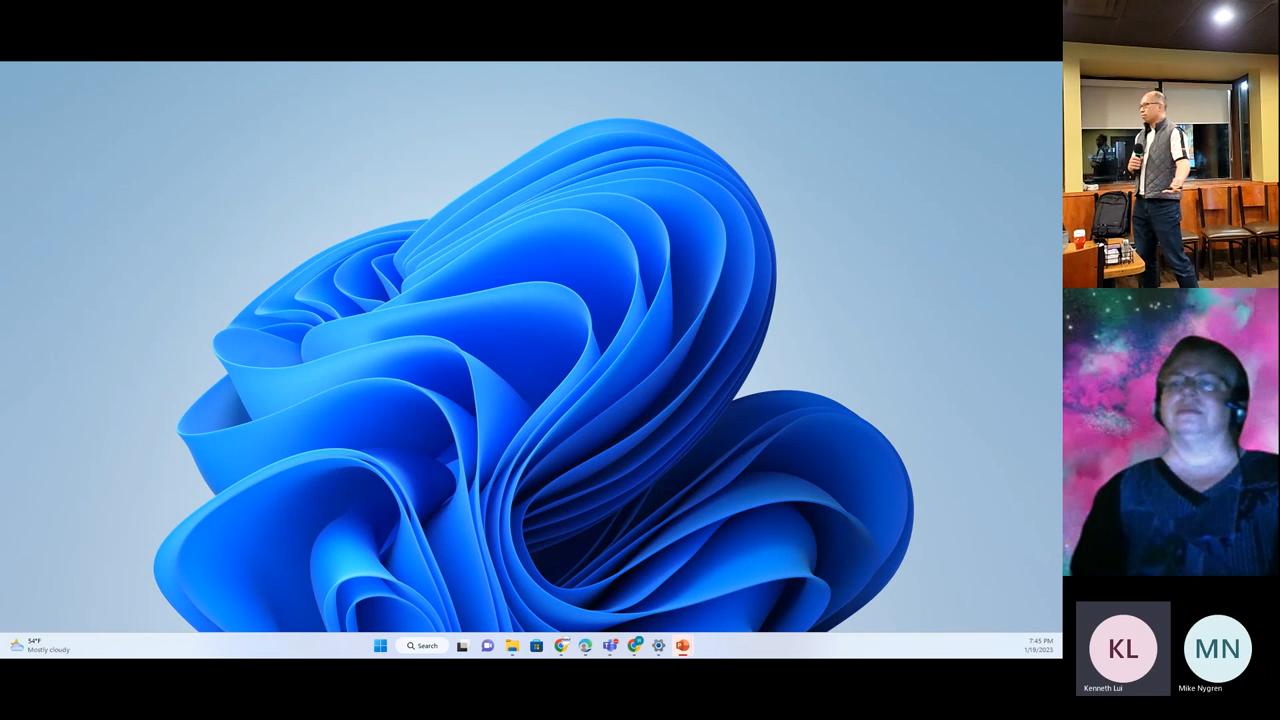 54°F
Mostly cloudy
Search
7:45 PM
1/19/2023
KL
MN
Kenneth Lui
Mike Nygren